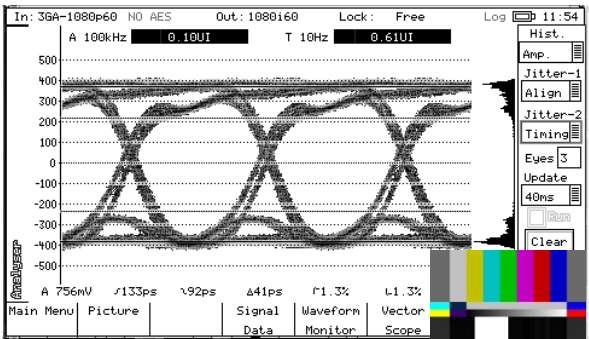 In: 3GA-1080p60 NO AES Out: 1080i60 Lock: Free Log 11:54
A 100kHz 0.10UI T 10Hz 0.61UI
Hist.
Amp.
Jitter-1
Align
Jitter-2
Timing
Eyes 3
Update
40ms
Run
Clear
500
400
300
200
100
0
-100
-200
-300
-400
-500
Analyser
A 756mV ↗133ps ↘92ps Δ41ps ┌1.3% └1.3%
Main Menu Picture Signal Data Waveform Monitor Vector Scope